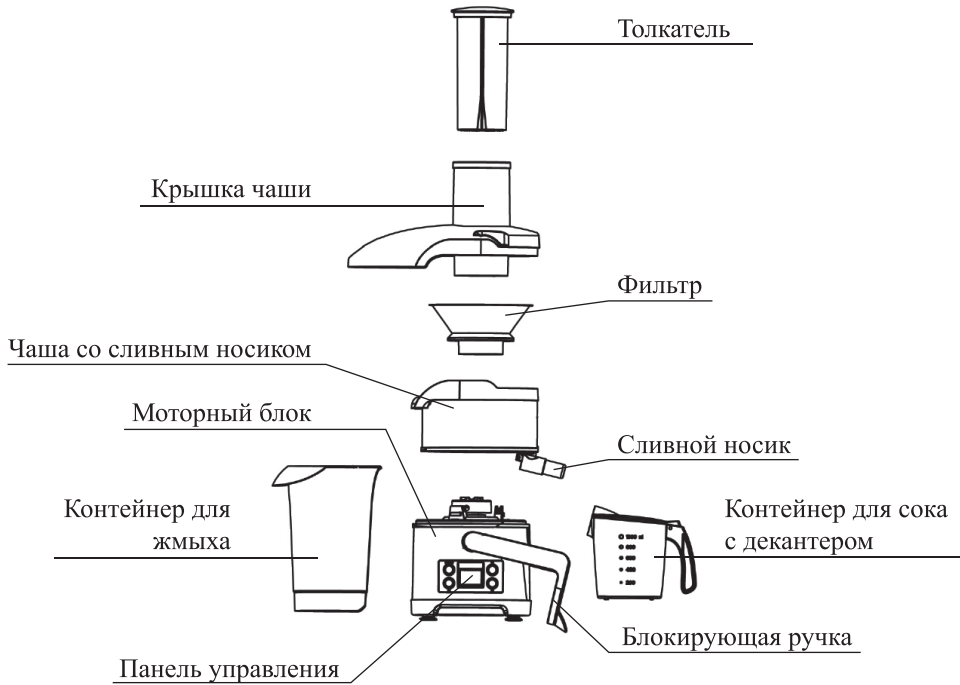 Толкатель
Крышка чаши
Фильтр
Чаша со сливным носиком
Моторный блок
Сливной носик
Контейнер для
жмыха
Контейнер для сока
с декантером
Блокирующая ручка
Панель управления